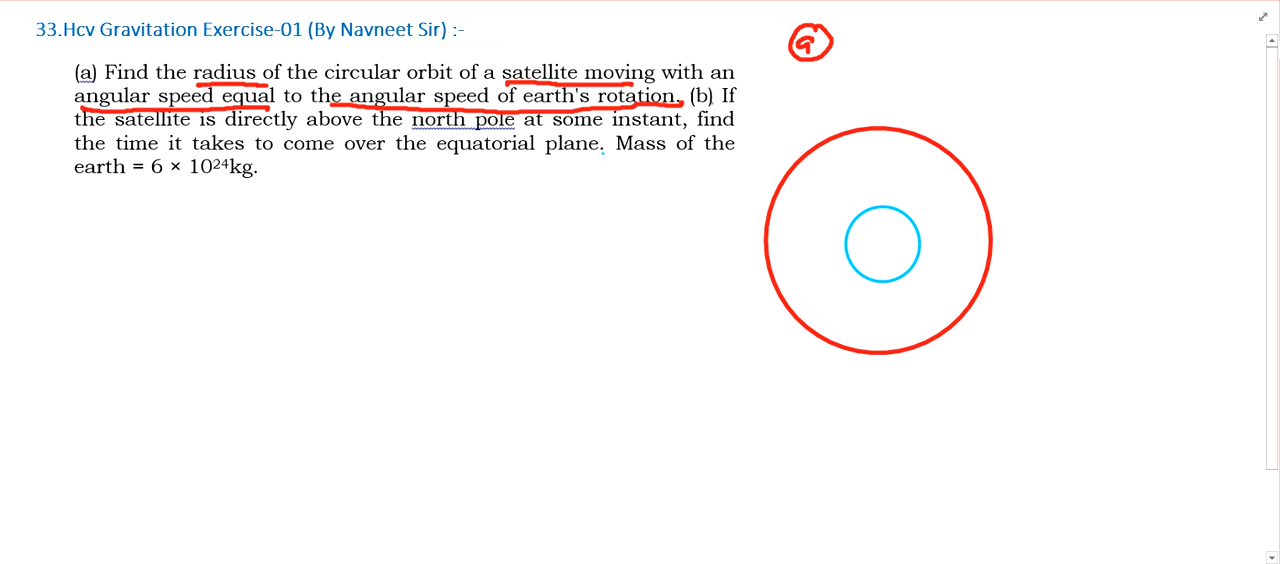 33.Hcv Gravitation Exercise-01 (By Navneet Sir) :-
(a) Find the radius of the circular orbit of a satellite moving with an
angular speed equal to the angular speed of earth's rotation. (b) If
the satellite is directly above the north pole at some instant, find
the time it takes to come over the equatorial plane. Mass of the
earth = 6 × 10²⁴kg.